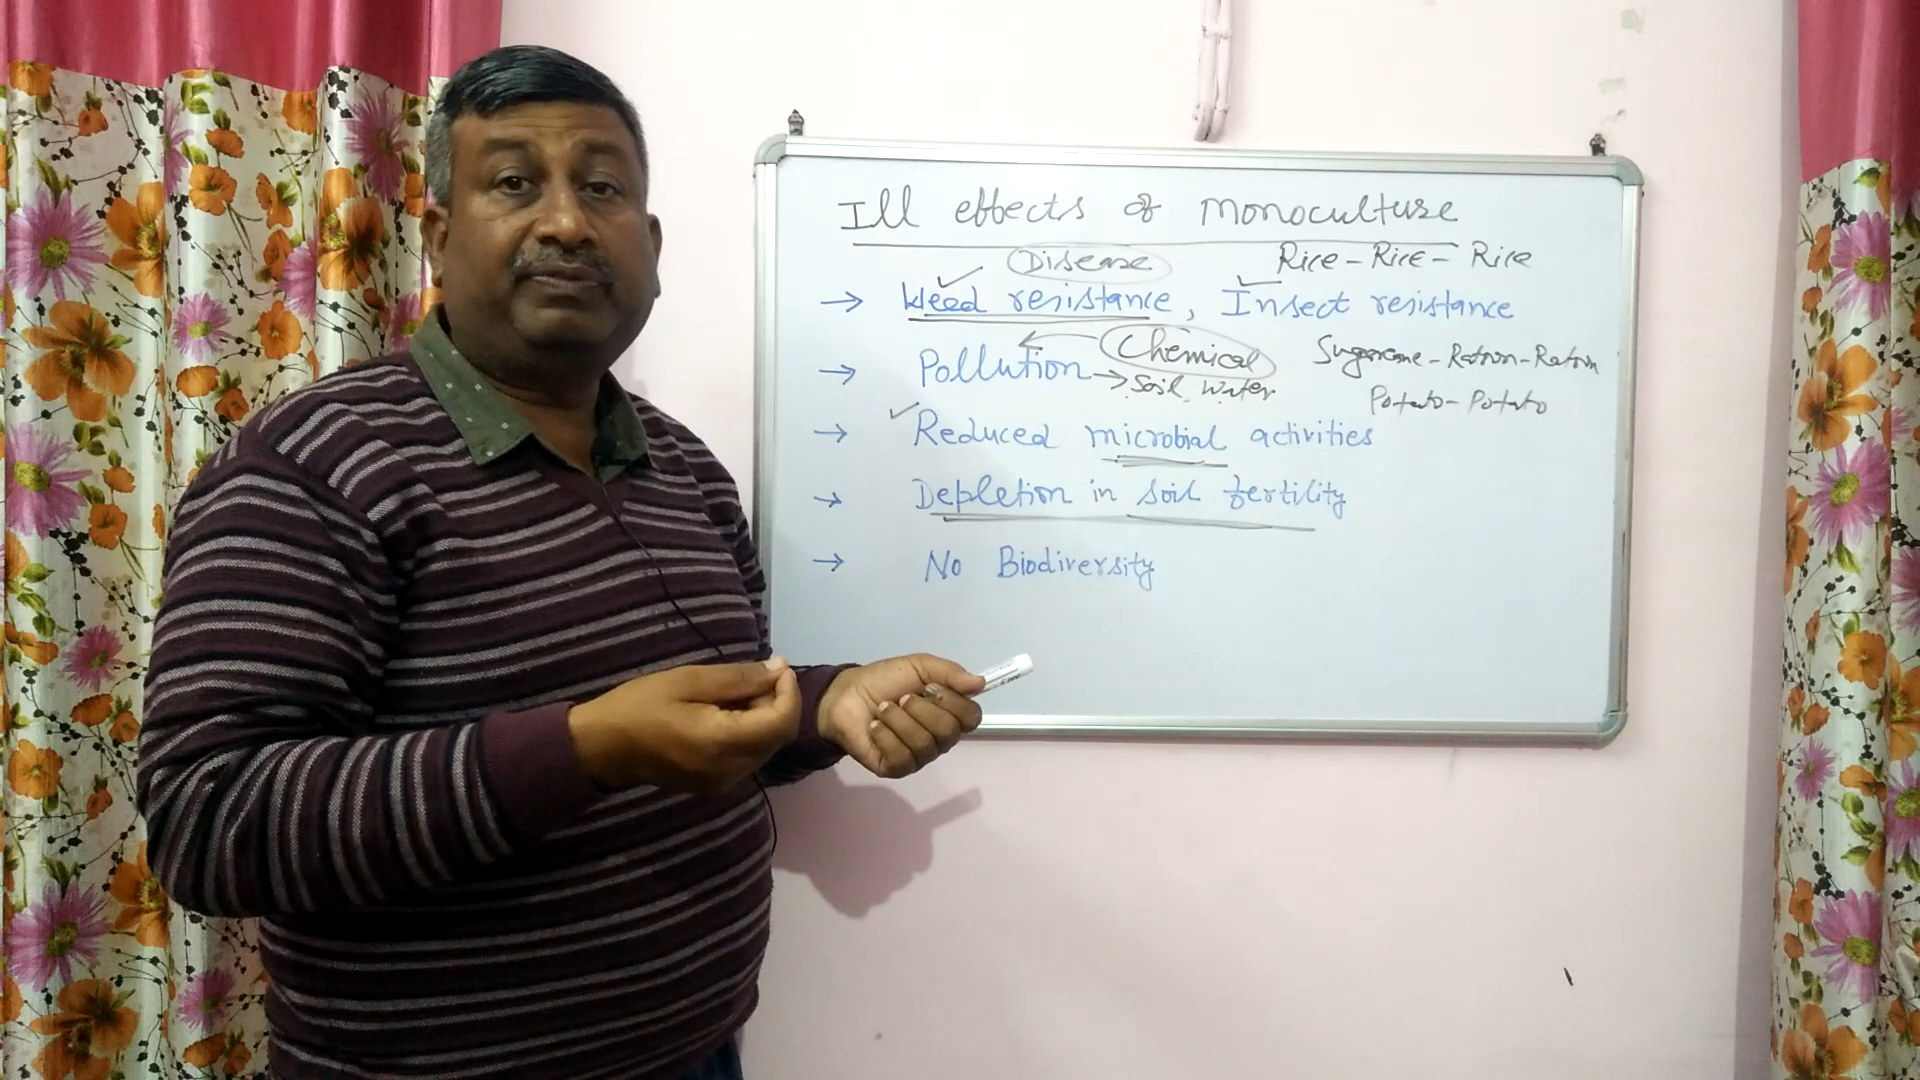 Ill effects of Monoculture
Disease
Rice - Rice - Rice
→ Weed resistance, Insect resistance
Chemical
Sugarcane - Ratoon - Ratoon
→ Pollution → Soil Water
Potato - Potato
→ Reduced microbial activities
→ Depletion in soil fertility
→ No Biodiversity